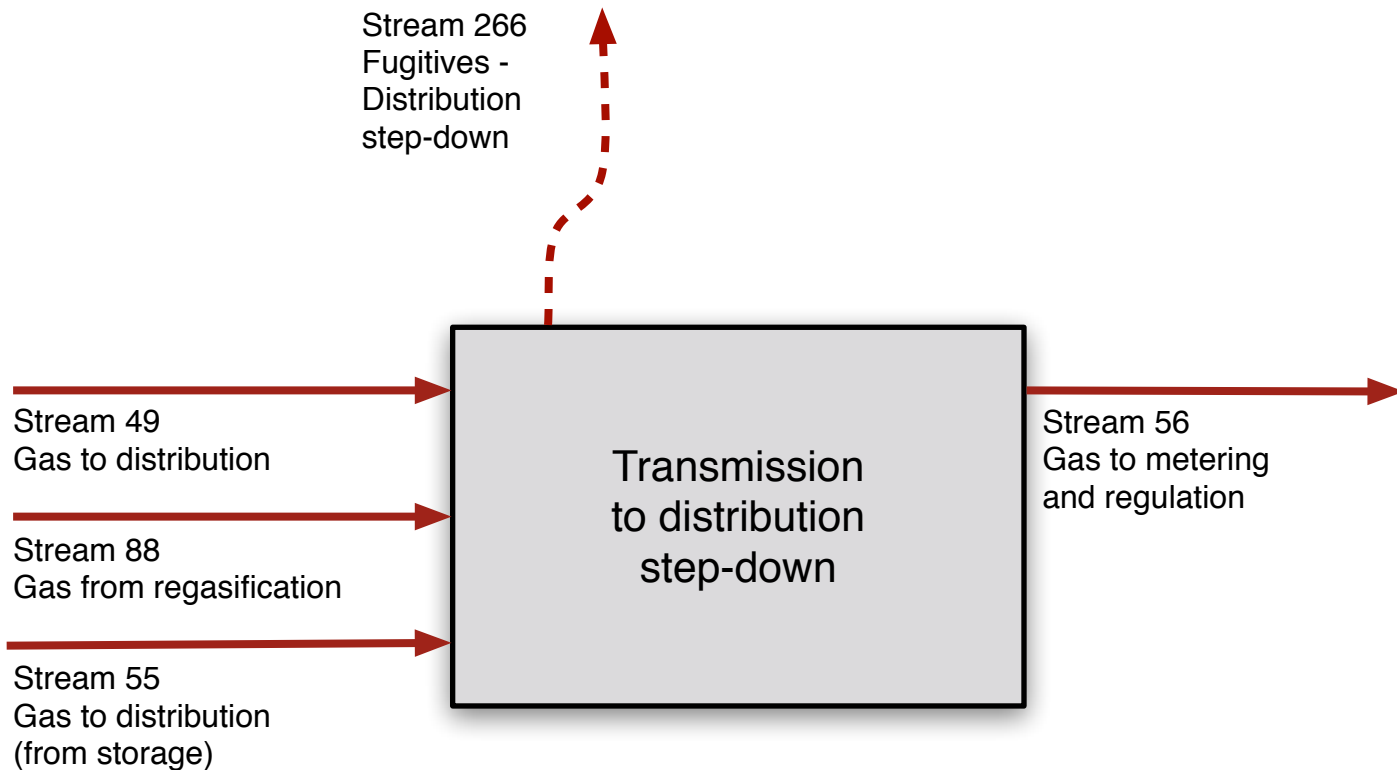 Stream 266
Fugitives -
Distribution
step-down
Stream 49
Gas to distribution
Stream 88
Gas from regasification
Stream 55
Gas to distribution
(from storage)
Transmission
to distribution
step-down
Stream 56
Gas to metering
and regulation